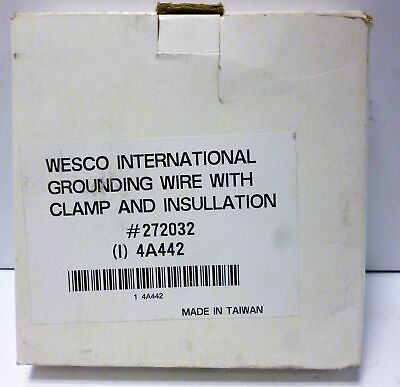 WESCO INTERNATIONAL
GROUNDING WIRE WITH
CLAMP AND INSULLATION
#272032
(I) 4A442
1 4A442
MADE IN TAIWAN